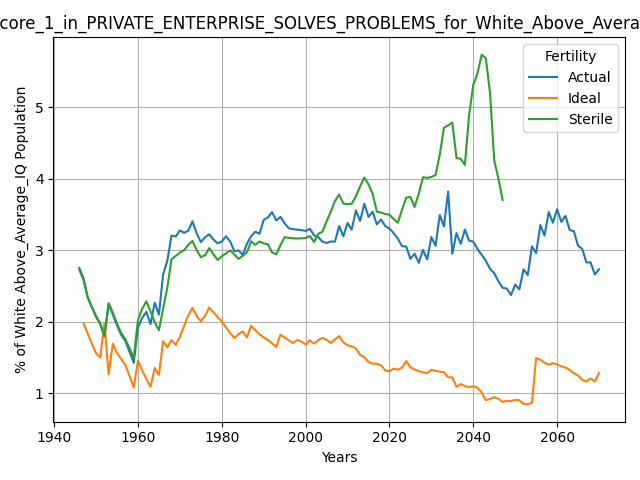 core_1_in_PRIVATE_ENTERPRISE_SOLVES_PROBLEMS_for_White_Above_Avera
% of White Above_Average_IQ Population
5
4
3
2
1
Fertility
Actual
Ideal
Sterile
1940 1960 1980 2000 2020 2040 2060
Years